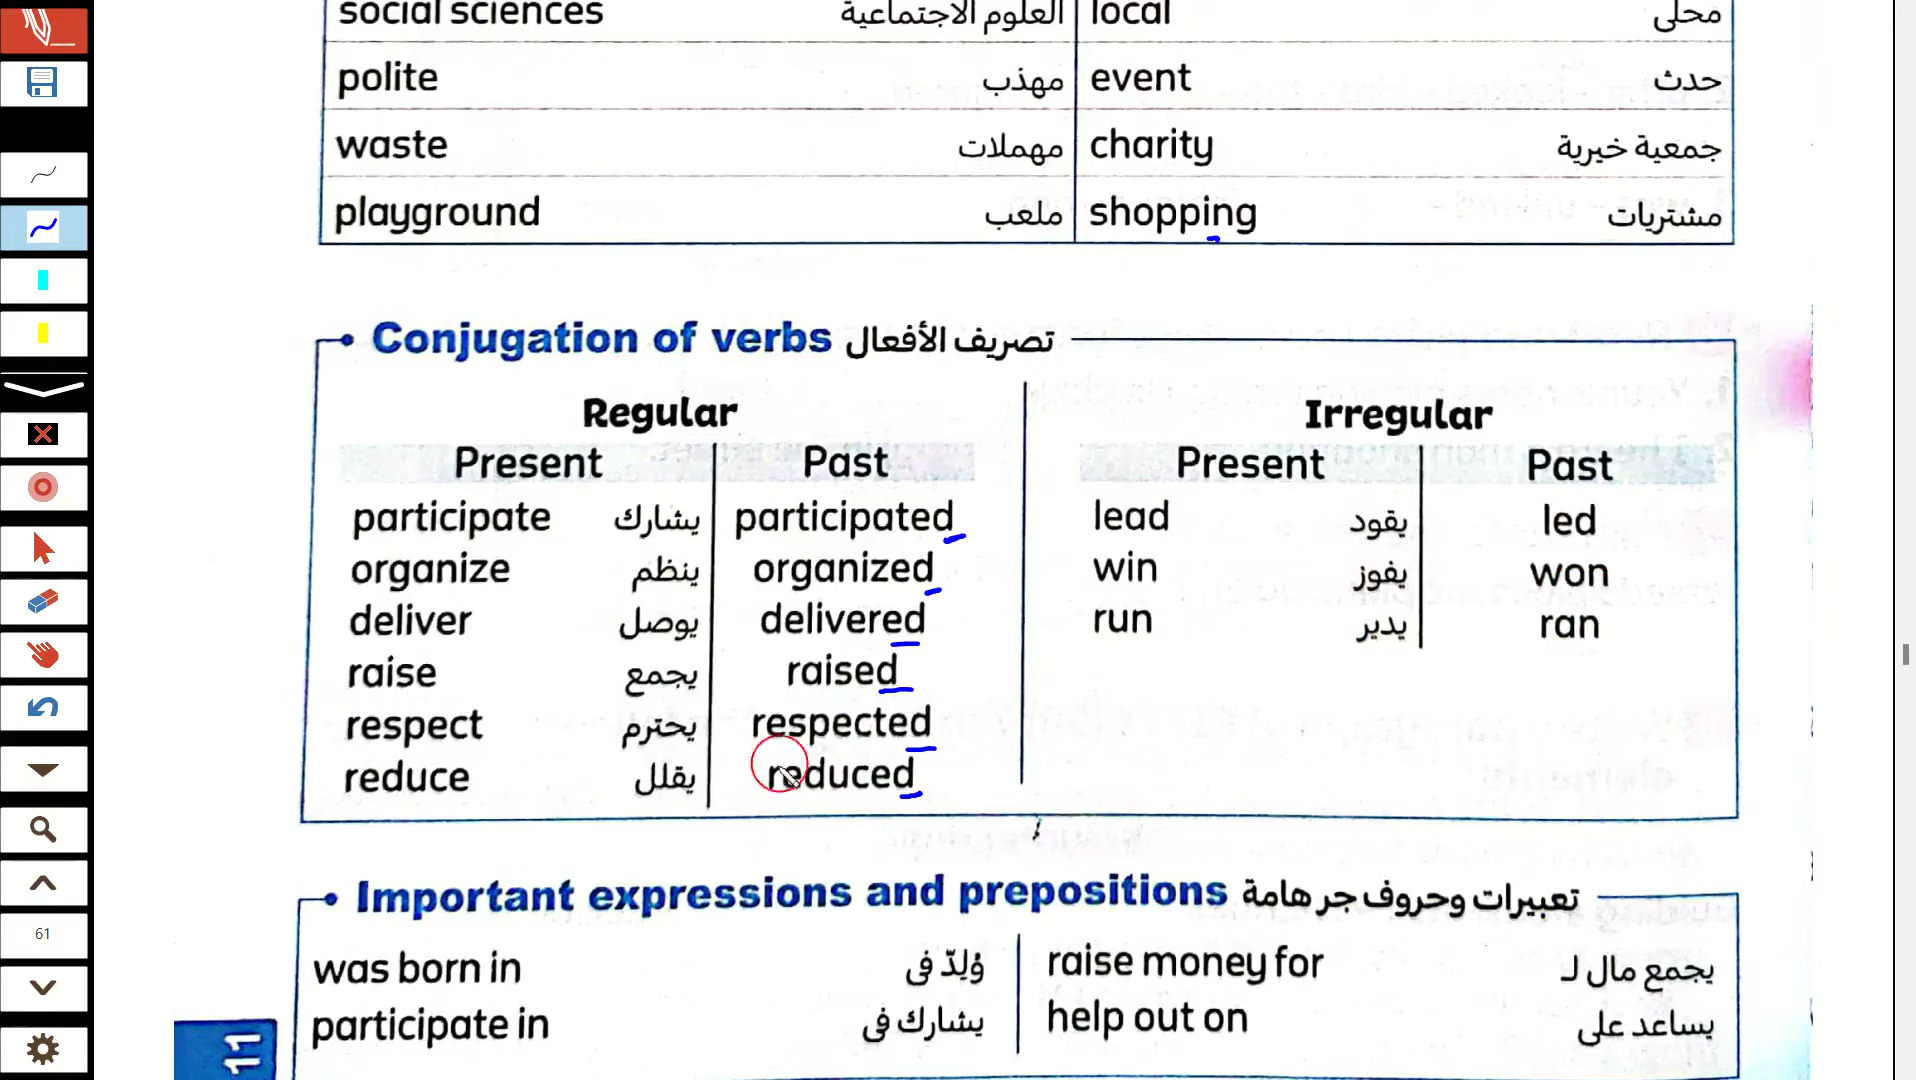 social sciences العلوم الاجتماعية local محلى
polite مهذب event حدث
waste مهملات charity جمعية خيرية
playground ملعب shopping مشتريات
Conjugation of verbs تصريف الأفعال
Regular Irregular
Present Past Present Past
participate يشارك participated lead يقود led
organize ينظم organized win يفوز won
deliver يوصل delivered run يدير ran
raise يجمع raised
respect يحترم respected
reduce يقلل reduced
Important expressions and prepositions تعبيرات وحروف جر هامة
was born in وُلِدّ فى raise money for يجمع مال لـ
participate in يشارك فى help out on يساعد على
61
11